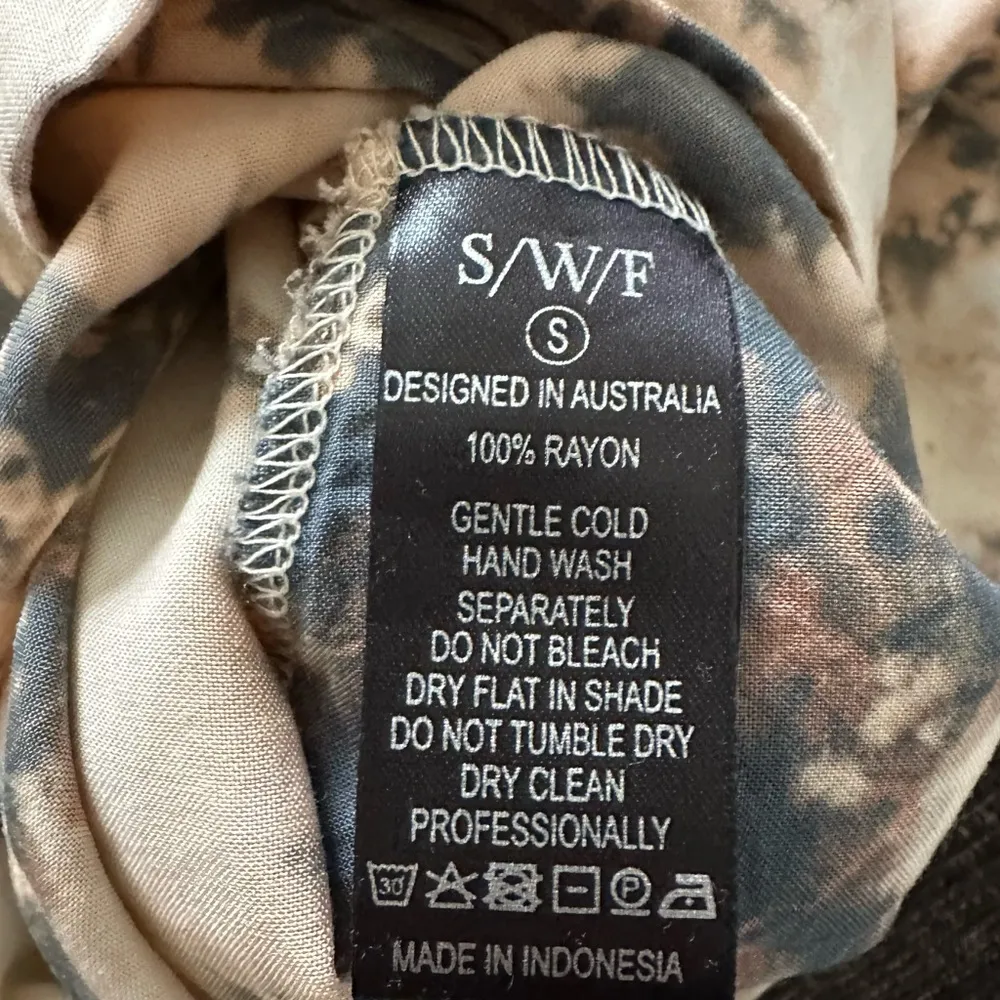 S/W/F
S
DESIGNED IN AUSTRALIA
100% RAYON
GENTLE COLD
HAND WASH
SEPARATELY
DO NOT BLEACH
DRY FLAT IN SHADE
DO NOT TUMBLE DRY
DRY CLEAN
PROFESSIONALLY
30 P
MADE IN INDONESIA